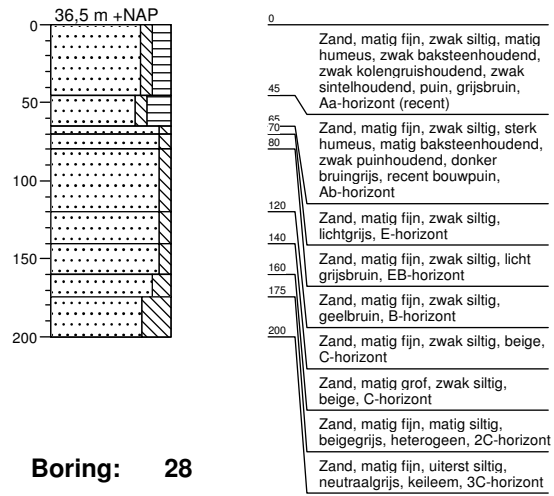 36,5 m +NAP
0
50
100
150
200
0
Zand, matig fijn, zwak siltig, matig
humeus, zwak baksteenhoudend,
zwak kolengruishoudend, zwak
sintelhoudend, puin, grijsbruin,
Aa-horizont (recent)
45
Zand, matig fijn, zwak siltig, sterk
humeus, matig baksteenhoudend,
zwak puinhoudend, donker
bruingrijs, recent bouwpuin,
Ab-horizont
65
Zand, matig fijn, zwak siltig,
lichtgrijs, E-horizont
70
Zand, matig fijn, zwak siltig, licht
grijsbruin, EB-horizont
80
Zand, matig fijn, zwak siltig,
geelbruin, B-horizont
120
Zand, matig fijn, zwak siltig, beige,
C-horizont
140
Zand, matig grof, zwak siltig,
beige, C-horizont
160
Zand, matig fijn, matig siltig,
beigegrijs, heterogeen, 2C-horizont
175
Zand, matig fijn, uiterst siltig,
neutraalgrijs, keileem, 3C-horizont
200
Boring: 28